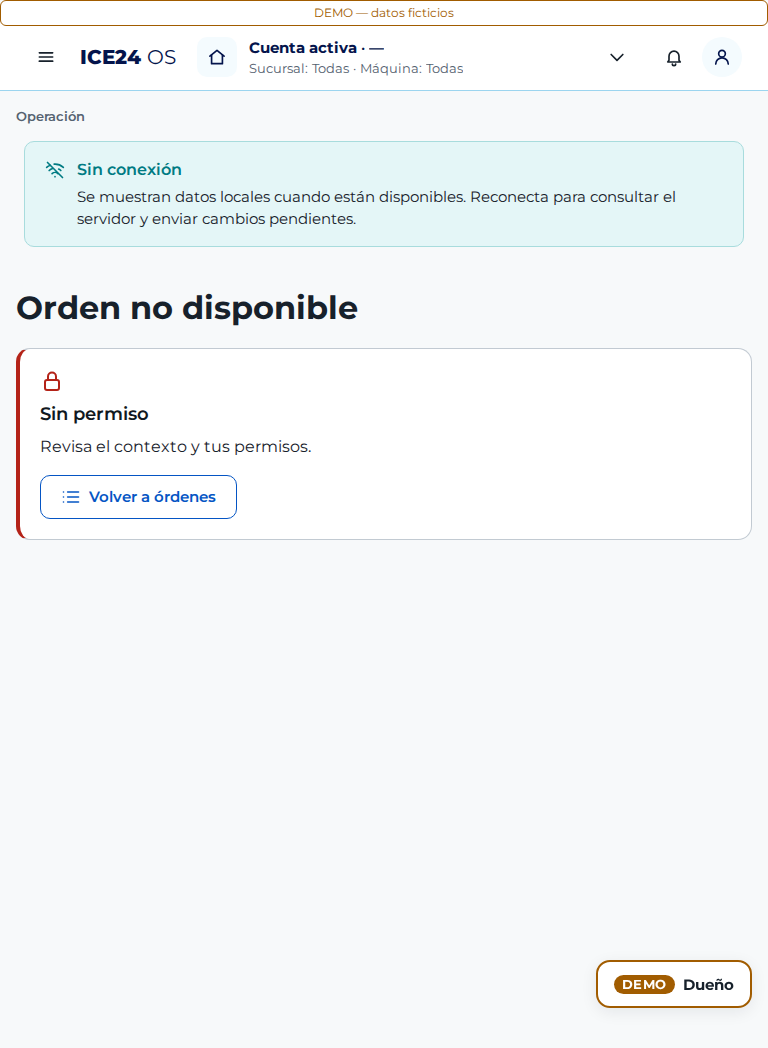 DEMO — datos ficticios
ICE24 OS
Cuenta activa · —
Sucursal: Todas · Máquina: Todas
Operación
Sin conexión
Se muestran datos locales cuando están disponibles. Reconecta para consultar el
servidor y enviar cambios pendientes.
Orden no disponible
Sin permiso
Revisa el contexto y tus permisos.
Volver a órdenes
DEMO Dueño